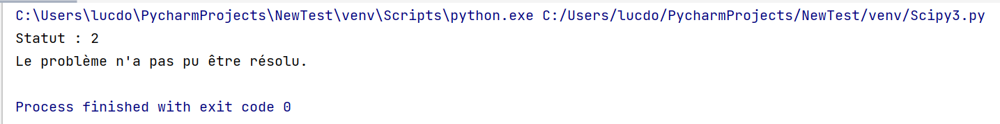 C:\Users\lucdo\PycharmProjects\NewTest\venv\Scripts\python.exe C:/Users/lucdo/PycharmProjects/NewTest/venv/Scipy3.py
Statut : 2
Le problème n'a pas pu être résolu.
Process finished with exit code 0